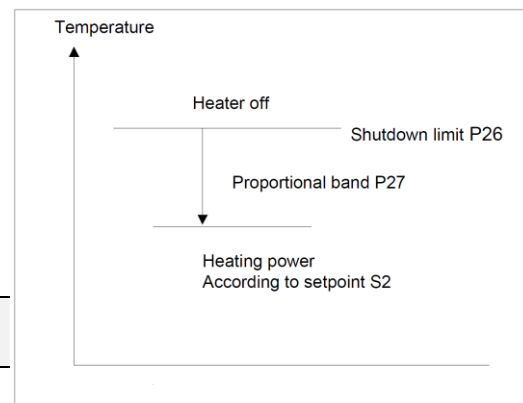 Temperature
Heater off
Shutdown limit P26
Proportional band P27
Heating power
According to setpoint S2